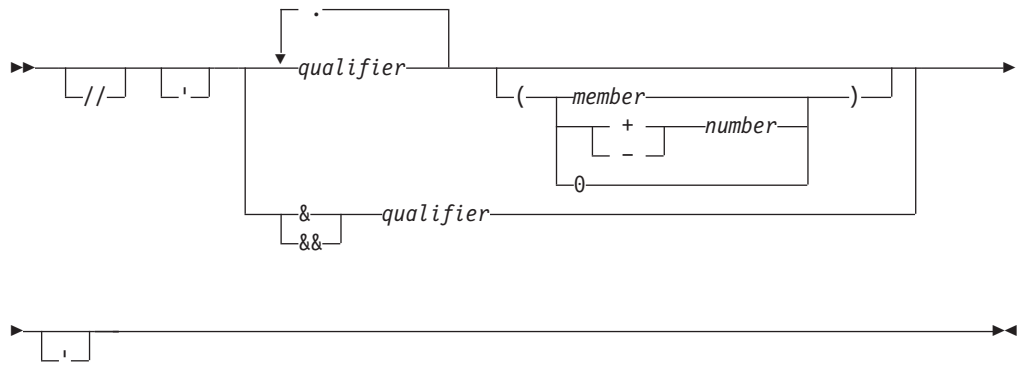 .
qualifier
// ' ( member )
+ number
-
0
& qualifier
&&
'